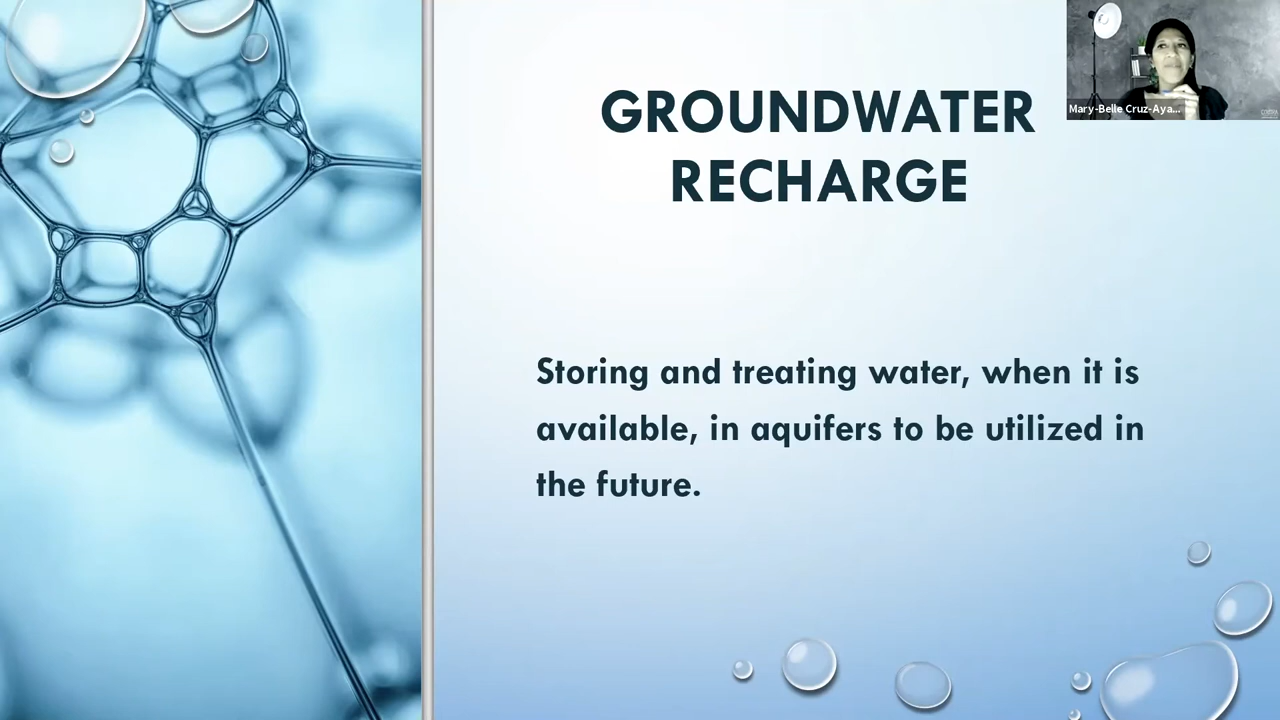 GROUNDWATER
RECHARGE
Mary-Belle Cruz-Aya...
Storing and treating water, when it is
available, in aquifers to be utilized in
the future.